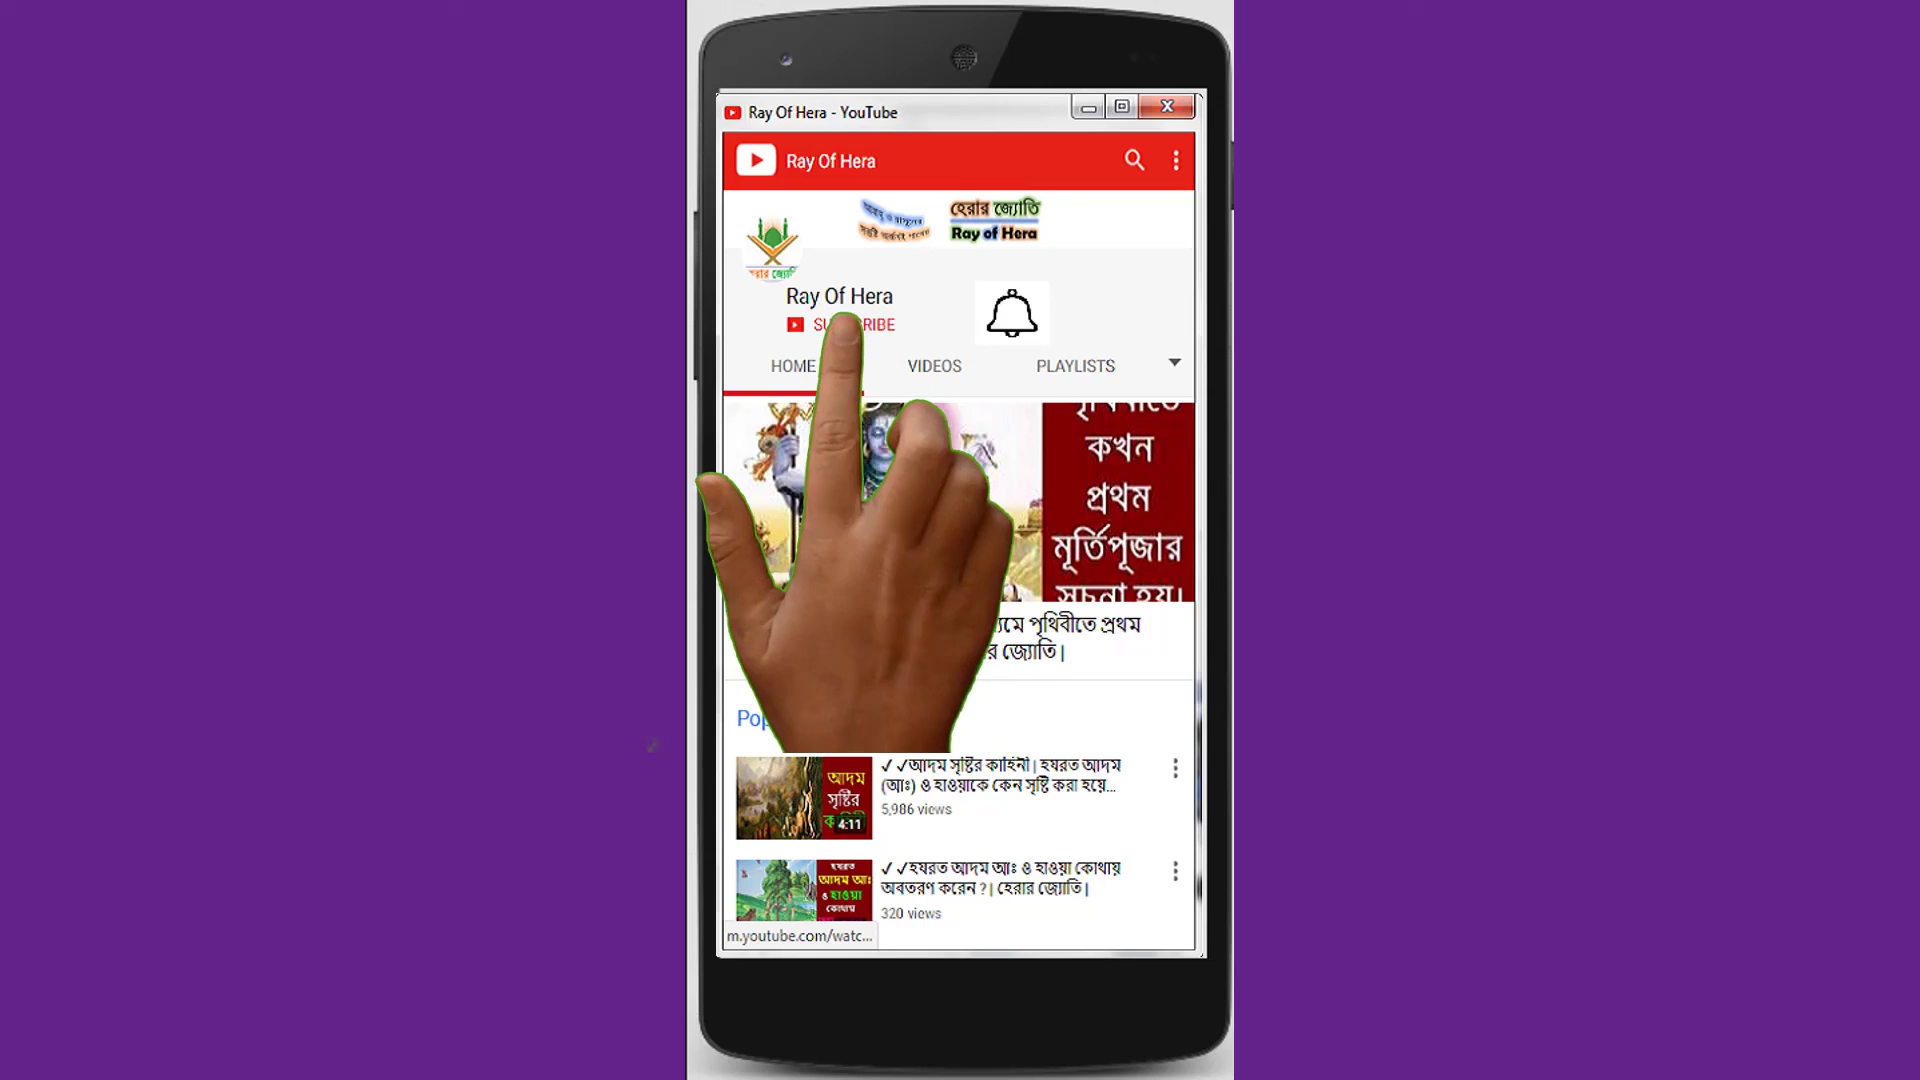 Ray Of Hera - YouTube
Ray Of Hera
হেরার জ্যোতি
Ray of Hera
Ray Of Hera
HOME
VIDEOS
PLAYLISTS
কখন
প্রথম
মূর্তিপূজার
সূচনা হয়।
পৃথিবীতে প্রথম
জ্যোতি।
✓ ✓আদম সৃষ্টির কাহিনী। হযরত আদম
(আঃ) ও হাওয়াকে কেন সৃষ্টি করা হয়ে...
5,986 views
আদম
সৃষ্টির
4:11
✓ ✓হযরত আদম আঃ ও হাওয়া কোথায়
অবতরণ করেন ?। হেরার জ্যোতি।
320 views
হযরত
আদম আঃ
ও হাওয়া
কোথায়
m.youtube.com/watc...